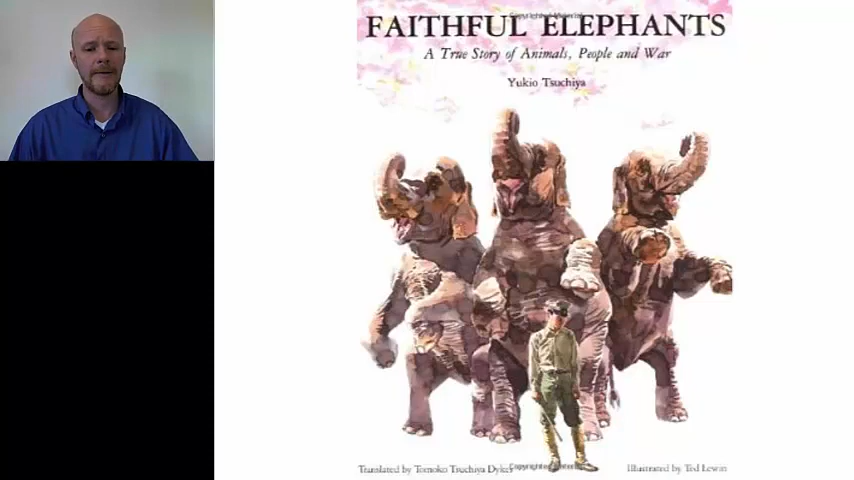 FAITHFUL ELEPHANTS
A True Story of Animals, People and War
Yukio Tsuchiya
Translated by Tomoko Tsuchiya Dykes
Illustrated by Ted Lewin